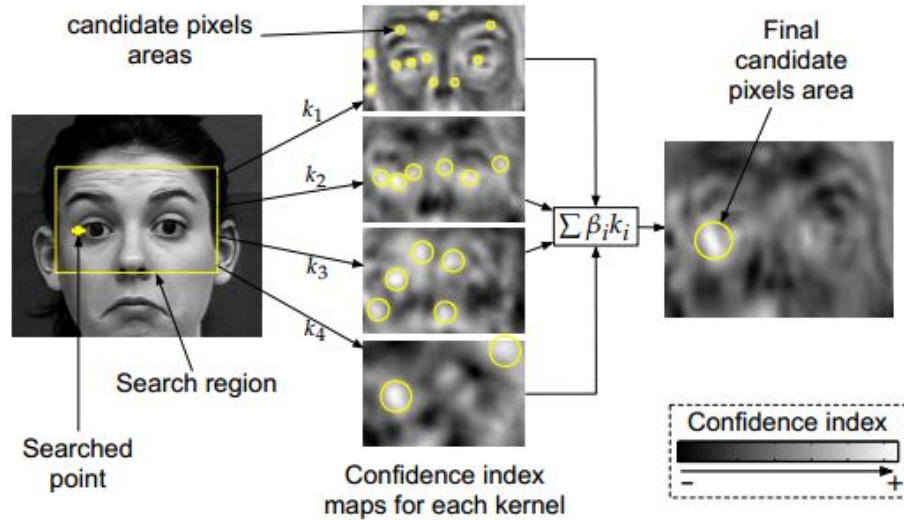 candidate pixels
areas
Final
candidate
pixels area
k1
k2
k3
k4
∑ βᵢkᵢ
Search region
Searched
point
Confidence index
maps for each kernel
Confidence index
− +